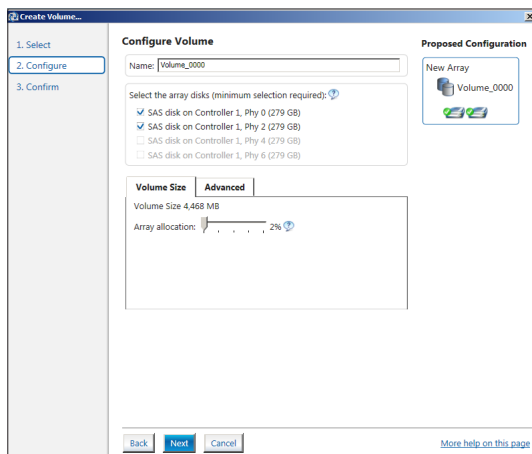 Create Volume...
1. Select
2. Configure
3. Confirm
Configure Volume
Name: Volume_0000
Select the array disks (minimum selection required):
SAS disk on Controller 1, Phy 0 (279 GB)
SAS disk on Controller 1, Phy 2 (279 GB)
SAS disk on Controller 1, Phy 4 (279 GB)
SAS disk on Controller 1, Phy 6 (279 GB)
Volume Size Advanced
Volume Size 4,468 MB
Array allocation: 2%
Proposed Configuration
New Array
Volume_0000
Back Next Cancel
More help on this page